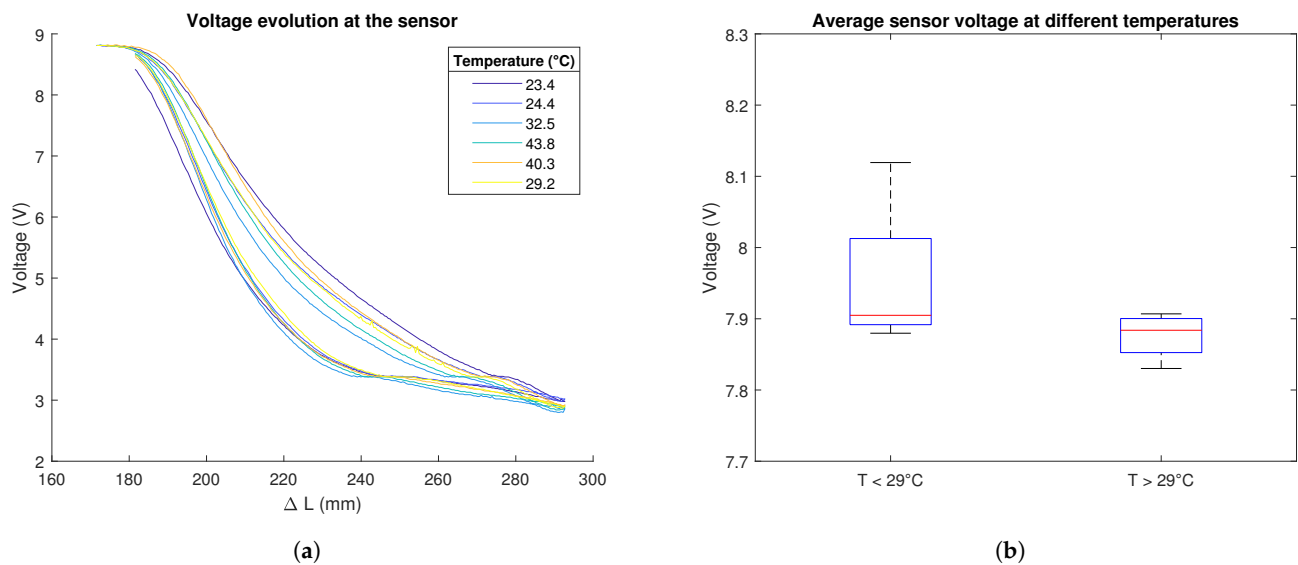 Voltage evolution at the sensor
9
8
7
6
5
4
3
2
Voltage (V)
160 180 200 220 240 260 280 300
Δ L (mm)
Temperature (°C)
23.4
24.4
32.5
43.8
40.3
29.2
(a)
Average sensor voltage at different temperatures
8.3
8.2
8.1
8
7.9
7.8
7.7
Voltage (V)
T < 29°C T > 29°C
(b)